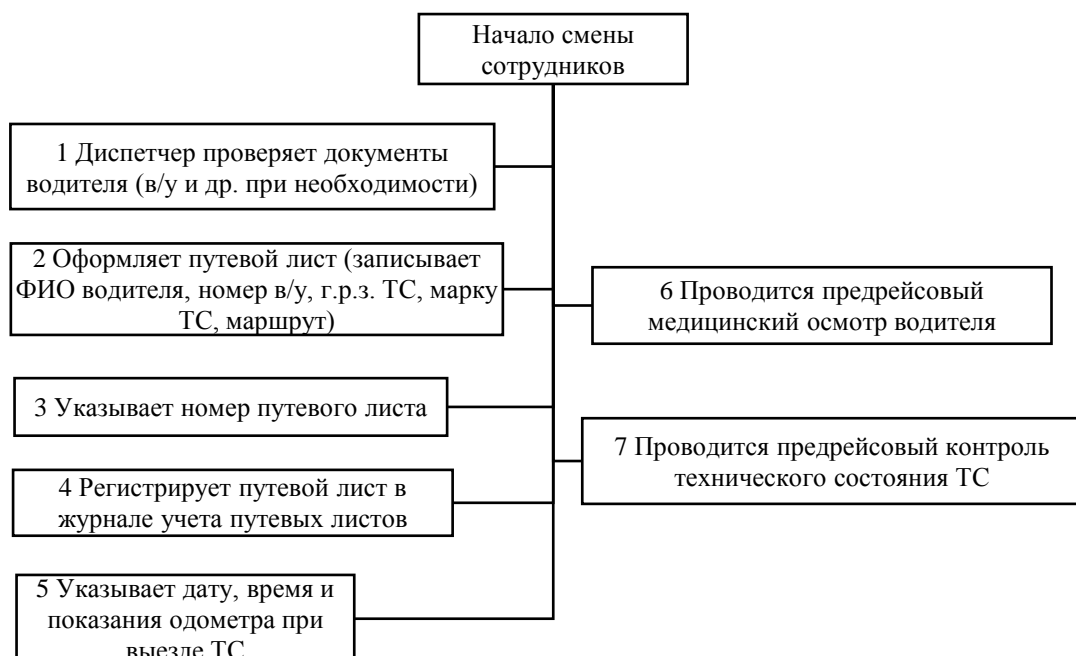 Начало смены
сотрудников
1 Диспетчер проверяет документы
водителя (в/у и др. при необходимости)
2 Оформляет путевой лист (записывает
ФИО водителя, номер в/у, г.р.з. ТС, марку
ТС, маршрут)
3 Указывает номер путевого листа
4 Регистрирует путевой лист в
журнале учета путевых листов
5 Указывает дату, время и
показания одометра при
выезде ТС
6 Проводится предрейсовый
медицинский осмотр водителя
7 Проводится предрейсовый контроль
технического состояния ТС